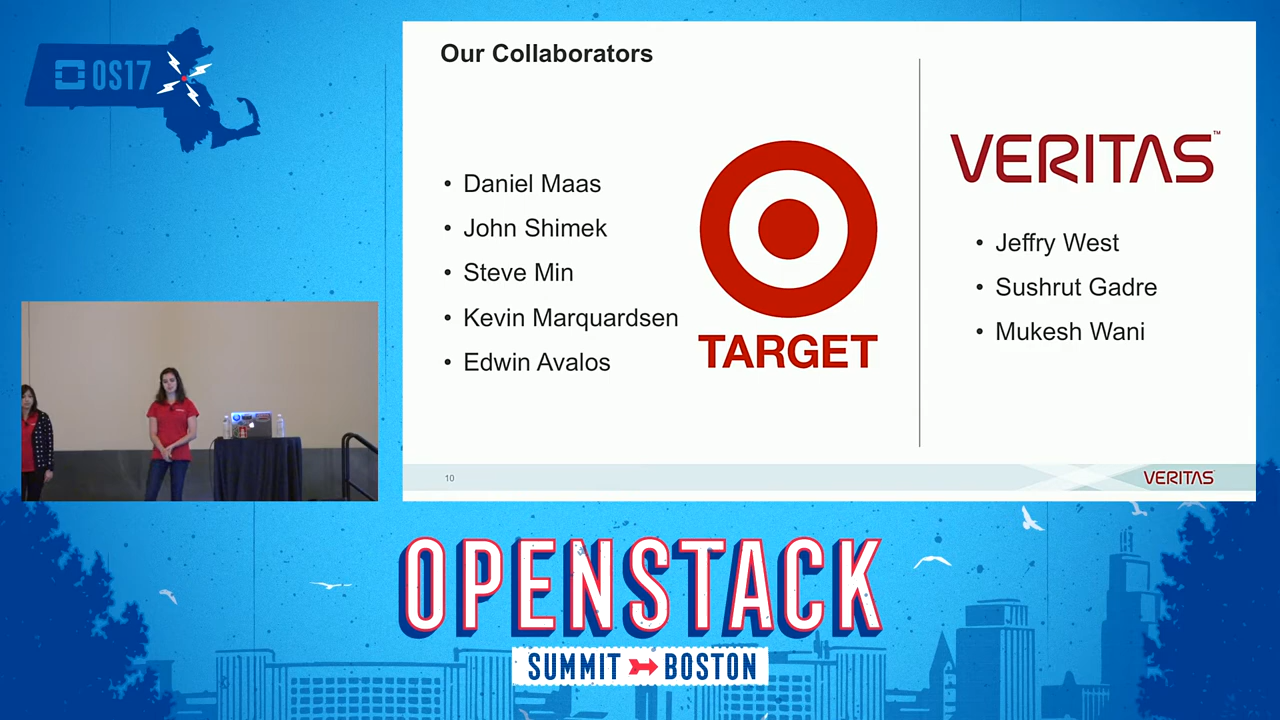 OS17
Our Collaborators
• Daniel Maas
• John Shimek
• Steve Min
• Kevin Marquardsen
• Edwin Avalos
TARGET
VERITAS™
• Jeffry West
• Sushrut Gadre
• Mukesh Wani
10
VERITAS
OPENSTACK
SUMMIT BOSTON